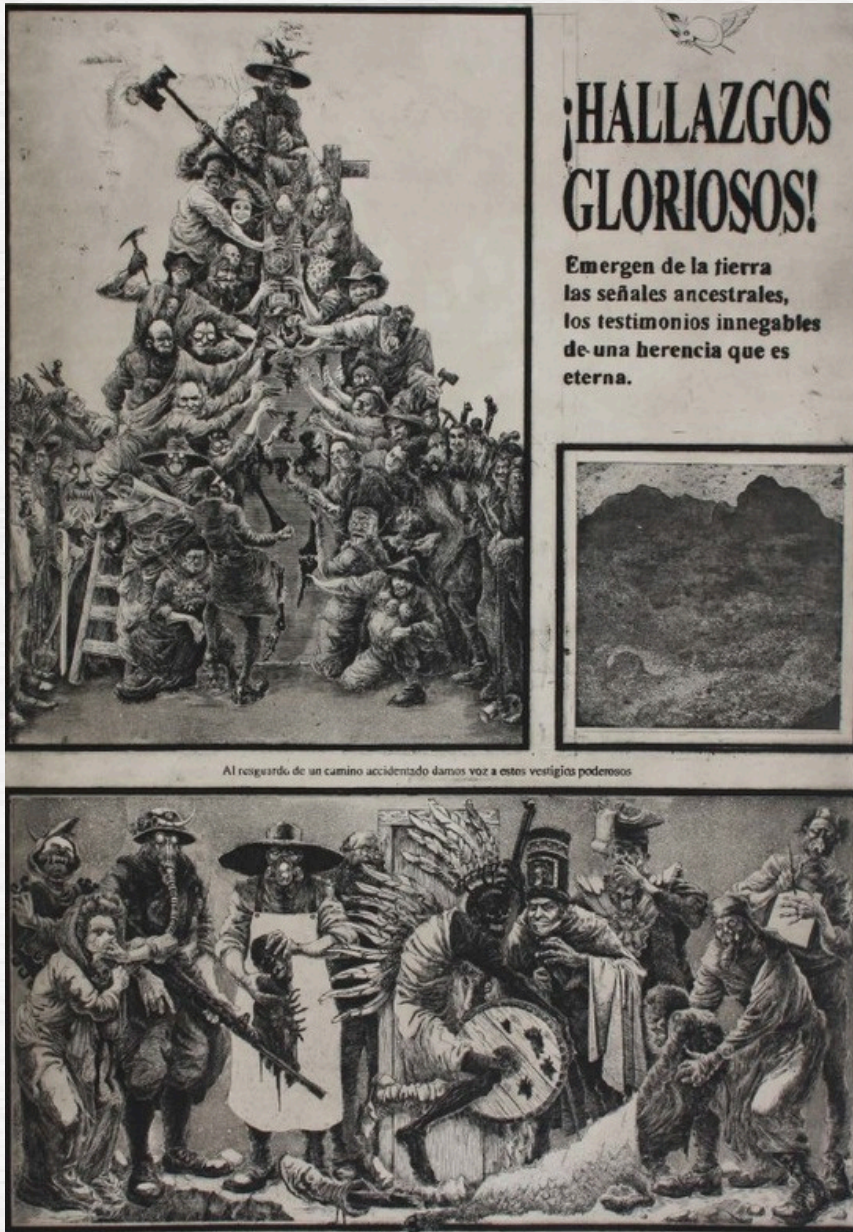 ¡HALLAZGOS
GLORIOSOS!
Emergen de la tierra
las señales ancestrales,
los testimonios innegables
de una herencia que es
eterna.
Al resguardo de un camino accidentado damos voz a estos vestigios poderosos